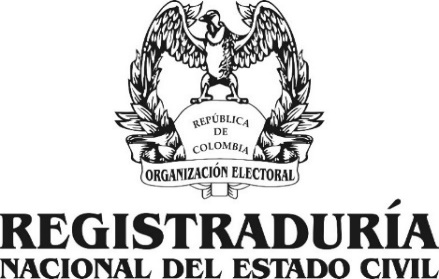 REPÚBLICA
DE
COLOMBIA
ORGANIZACIÓN ELECTORAL
REGISTRADURÍA
NACIONAL DEL ESTADO CIVIL